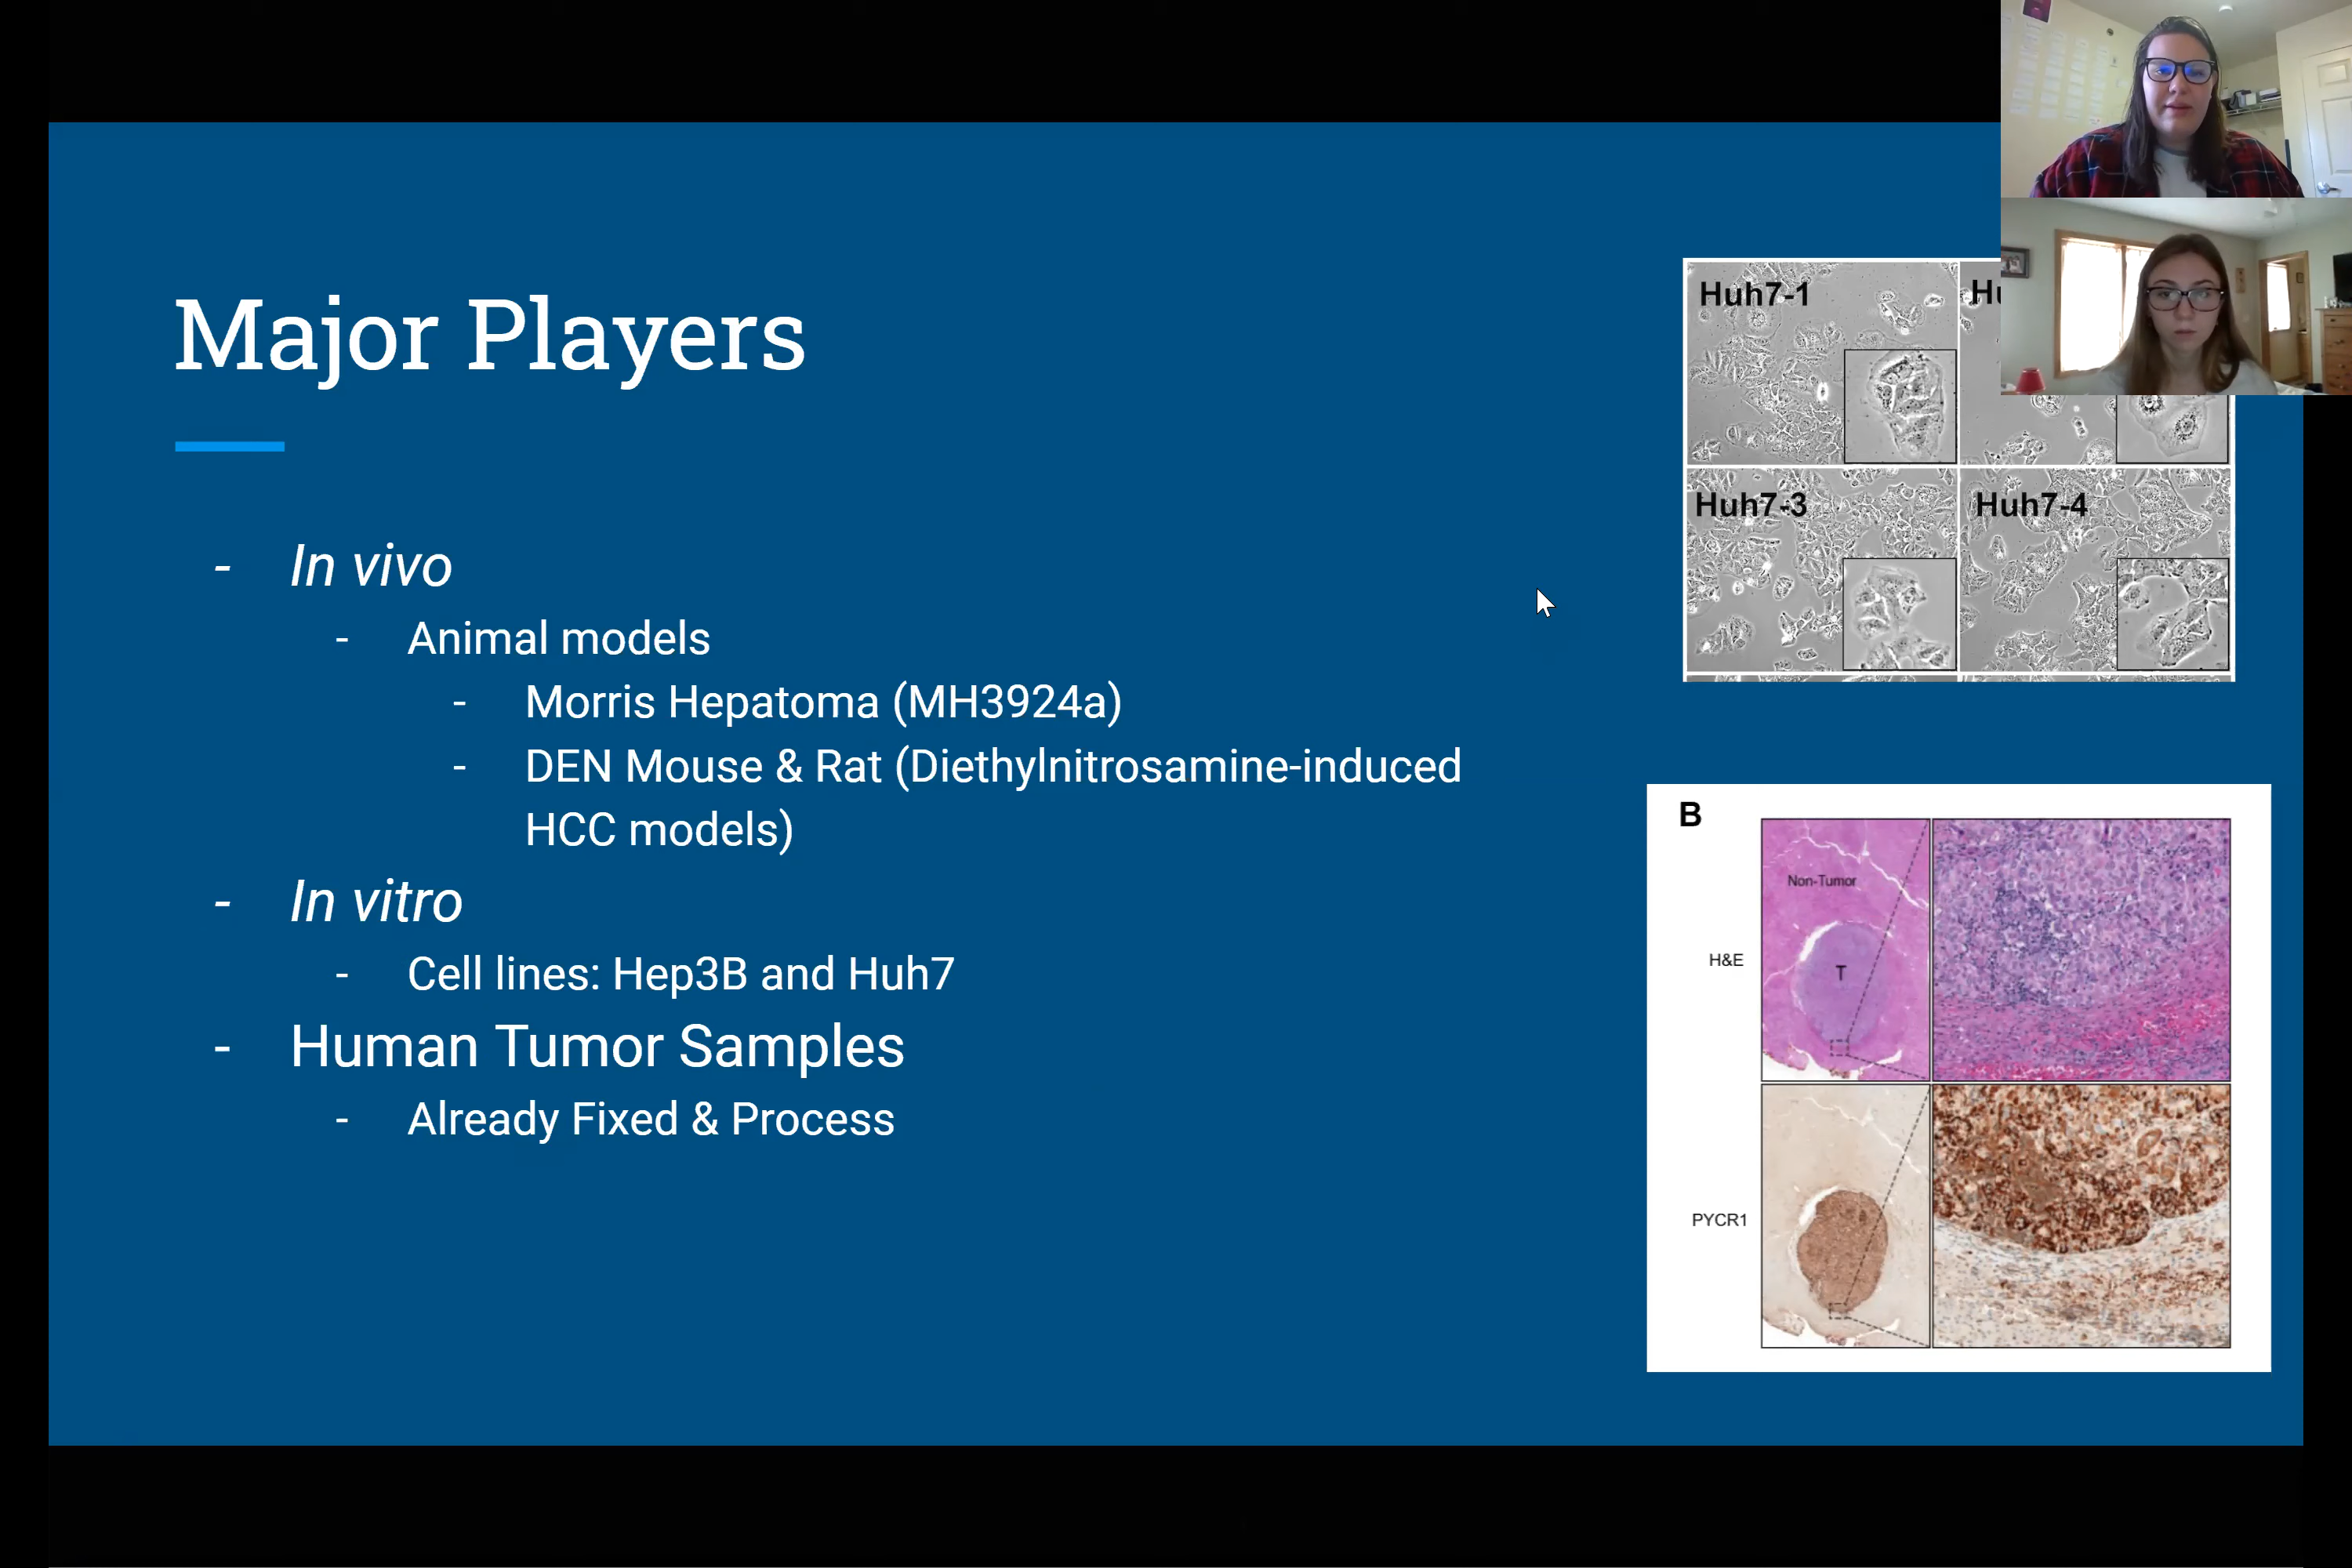 Major Players
- In vivo
- Animal models
- Morris Hepatoma (MH3924a)
- DEN Mouse & Rat (Diethylnitrosamine-induced
HCC models)
- In vitro
- Cell lines: Hep3B and Huh7
- Human Tumor Samples
- Already Fixed & Process
Huh7-1
Huh7-3
Huh7-4
B
Non-Tumor
H&E
T
PYCR1